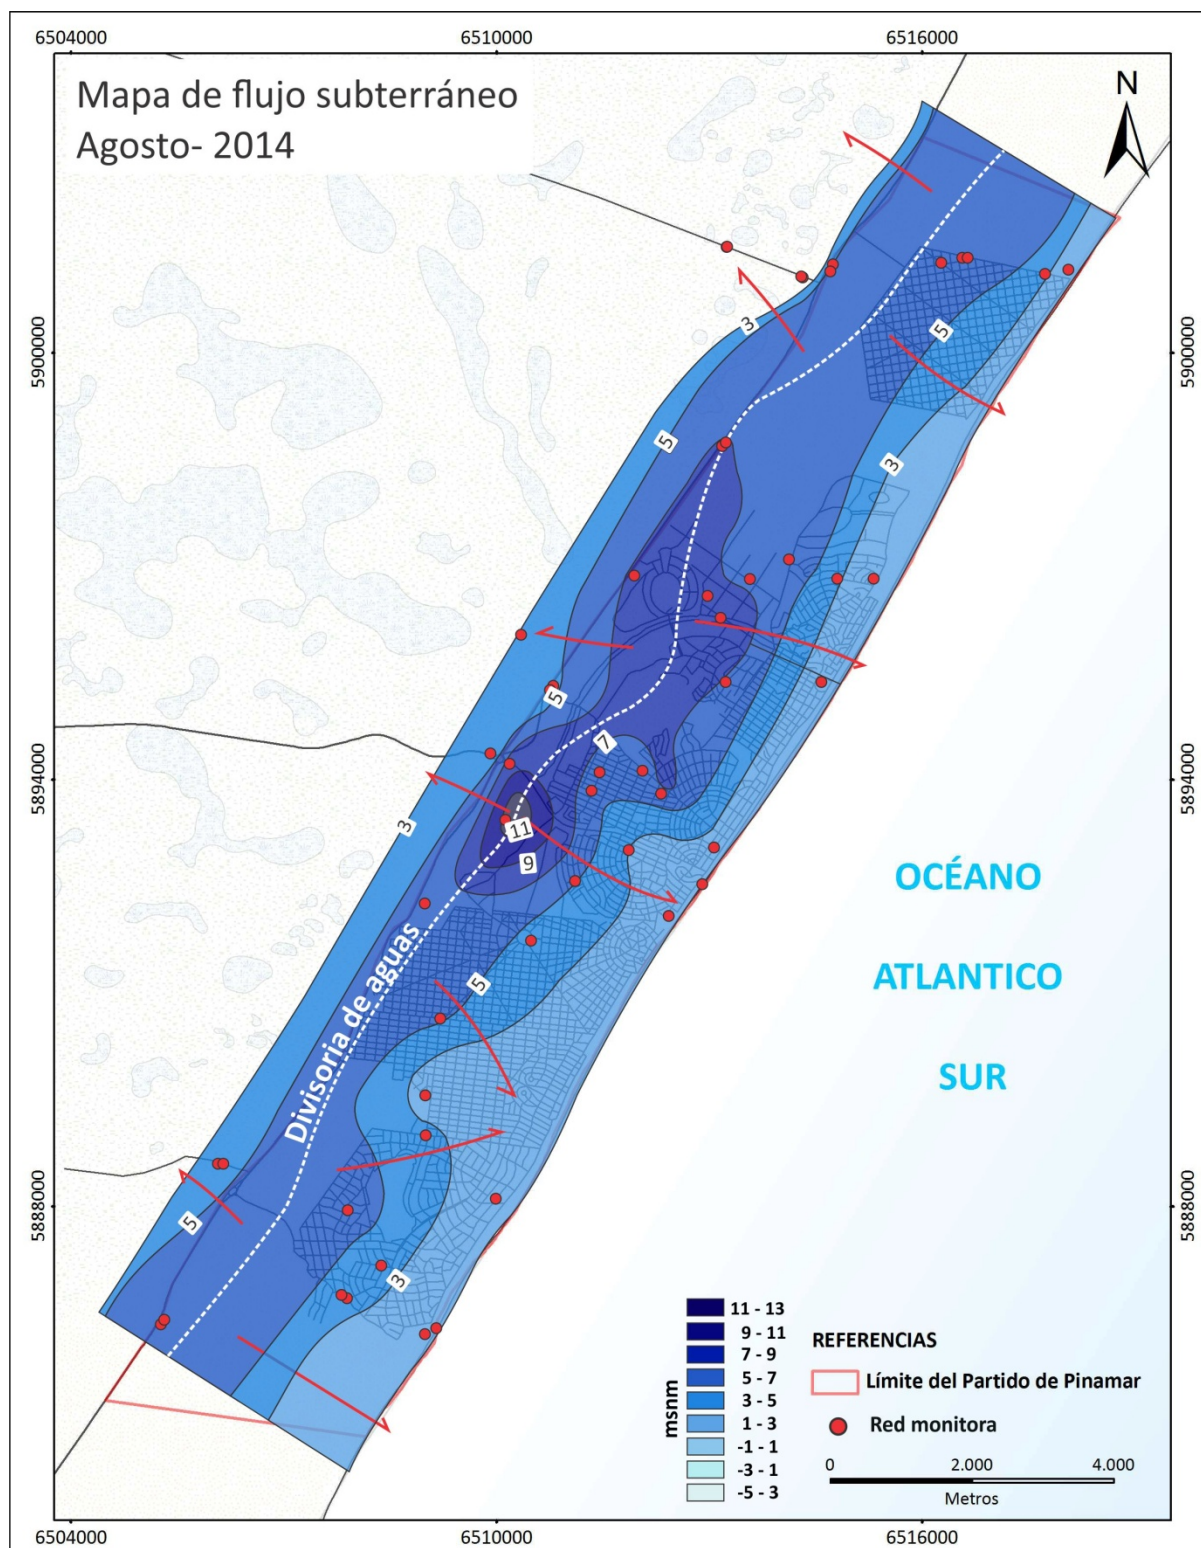 6504000
6510000
6516000
Mapa de flujo subterráneo
Agosto- 2014
N
3
5900000
5900000
5
5
3
5
7
5894000
5894000
3
11
9
OCÉANO
5
ATLANTICO
Divisoria de aguas
SUR
5888000
5888000
5
3
msnm
11 - 13
9 - 11
7 - 9
5 - 7
3 - 5
1 - 3
-1 - 1
-3 - 1
-5 - 3
REFERENCIAS
Límite del Partido de Pinamar
Red monitora
0 2.000 4.000
Metros
6504000
6510000
6516000